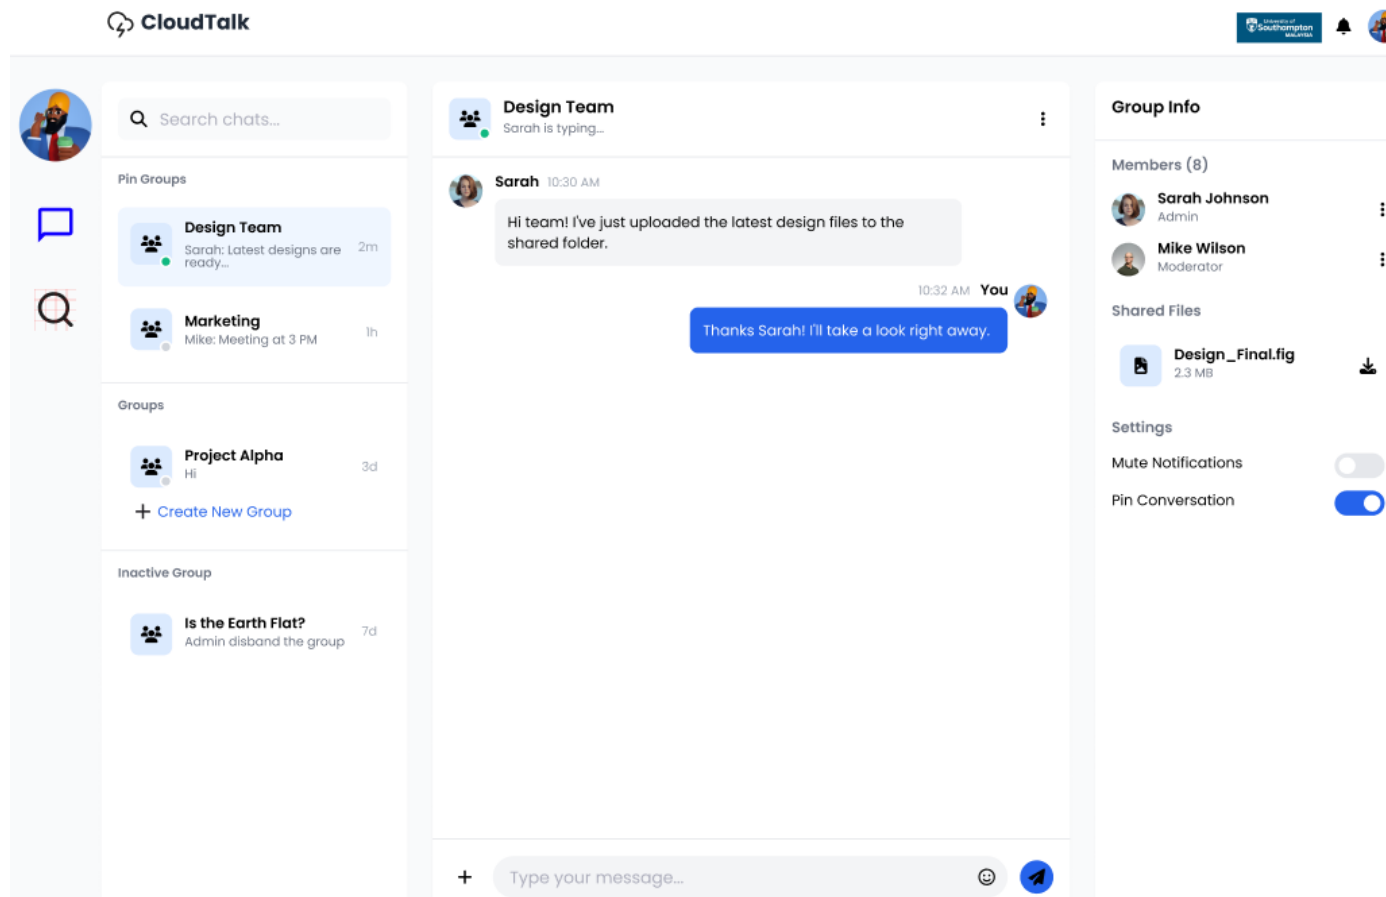 CloudTalk
University of
Southampton
MALAYSIA
Search chats...
Pin Groups
Design Team
Sarah: Latest designs are
ready...
2m
Marketing
Mike: Meeting at 3 PM
1h
Groups
Project Alpha
Hi
3d
Create New Group
Inactive Group
Is the Earth Flat?
Admin disband the group
7d
Design Team
Sarah is typing...
Sarah 10:30 AM
Hi team! I've just uploaded the latest design files to the
shared folder.
10:32 AM You
Thanks Sarah! I'll take a look right away.
Type your message...
Group Info
Members (8)
Sarah Johnson
Admin
Mike Wilson
Moderator
Shared Files
Design_Final.fig
2.3 MB
Settings
Mute Notifications
Pin Conversation